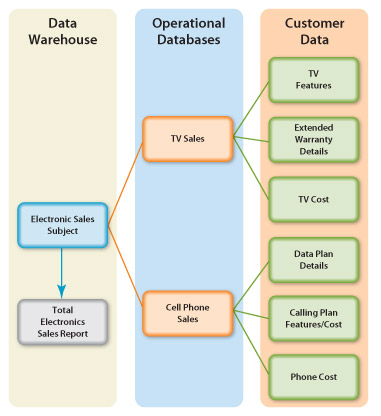 Data
Warehouse
Operational
Databases
Customer
Data
TV
Features
Extended
Warranty
Details
TV Sales
TV Cost
Electronic Sales
Subject
Data Plan
Details
Total
Electronics
Sales Report
Cell Phone
Sales
Calling Plan
Features/Cost
Phone Cost